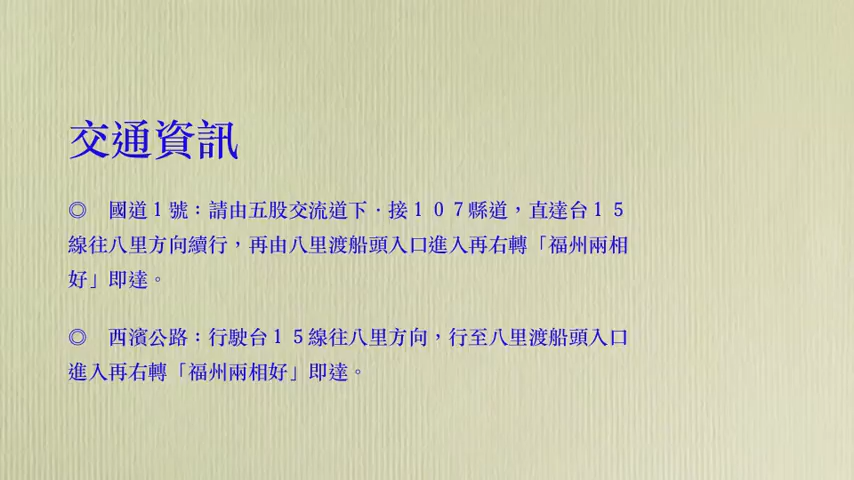 交通資訊
◎　國道１號：請由五股交流道下．接１０７縣道，直達台１５
線往八里方向續行，再由八里渡船頭入口進入再右轉「福州兩相
好」即達。
◎　西濱公路：行駛台１５線往八里方向，行至八里渡船頭入口
進入再右轉「福州兩相好」即達。